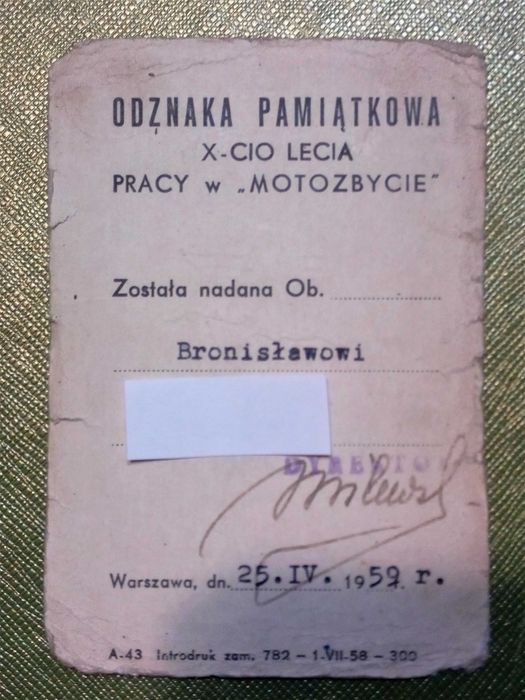 ODZNAKA PAMIĄTKOWA
X-CIO LECIA
PRACY w „MOTOZBYCIE"
Została nadana Ob.
Bronisławowi
DYREKTO
Warszawa, dn. 25. IV. 1959. r.
A-43 Introdruk zam. 782 - 1-VII-58 - 300